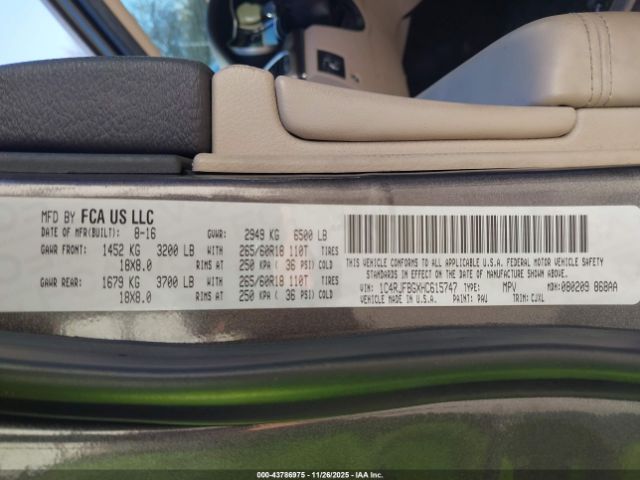 MFD BY FCA US LLC
DATE OF MFR(BUILT): 8-16 GVWR: 2949 KG 6500 LB
GAWR FRONT: 1452 KG 3200 LB WITH 265/60R18 110T TIRES
18X8.0 RIMS AT 250 KPA ( 36 PSI) COLD
GAWR REAR: 1679 KG 3700 LB WITH 265/60R18 110T TIRES
18X8.0 RIMS AT 250 KPA ( 36 PSI) COLD
THIS VEHICLE CONFORMS TO ALL APPLICABLE U.S.A. FEDERAL MOTOR VEHICLE SAFETY
STANDARDS IN EFFECT ON THE DATE OF MANUFACTURE SHOWN ABOVE.
VIN: 1C4RJFBGXHC615747 TYPE: MPV MDH: 080209 868AA
VEHICLE MADE IN U.S.A. PAINT: PAU TRIM: CJXL
000-43786975 - 11/26/2025 - IAA Inc.